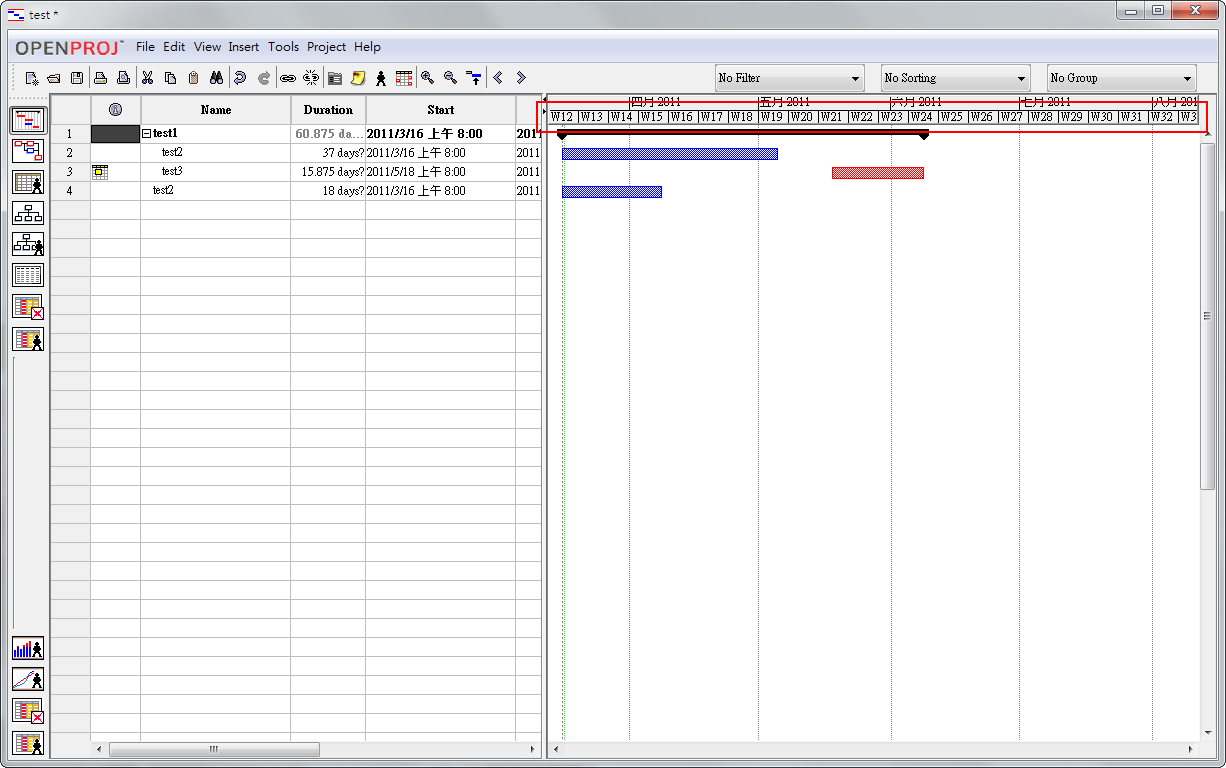 test *
OPENPROJ™ File Edit View Insert Tools Project Help
No Filter No Sorting No Group
Name Duration Start
四月 2011 五月 2011 六月 2011 七月 2011 八月 201
W12 W13 W14 W15 W16 W17 W18 W19 W20 W21 W22 W23 W24 W25 W26 W27 W28 W29 W30 W31 W32 W3
1 test1 60.875 da... 2011/3/16 上午 8:00 2011
2 test2 37 days? 2011/3/16 上午 8:00 2011
3 test3 15.875 days? 2011/5/18 上午 8:00 2011
4 test2 18 days? 2011/3/16 上午 8:00 2011